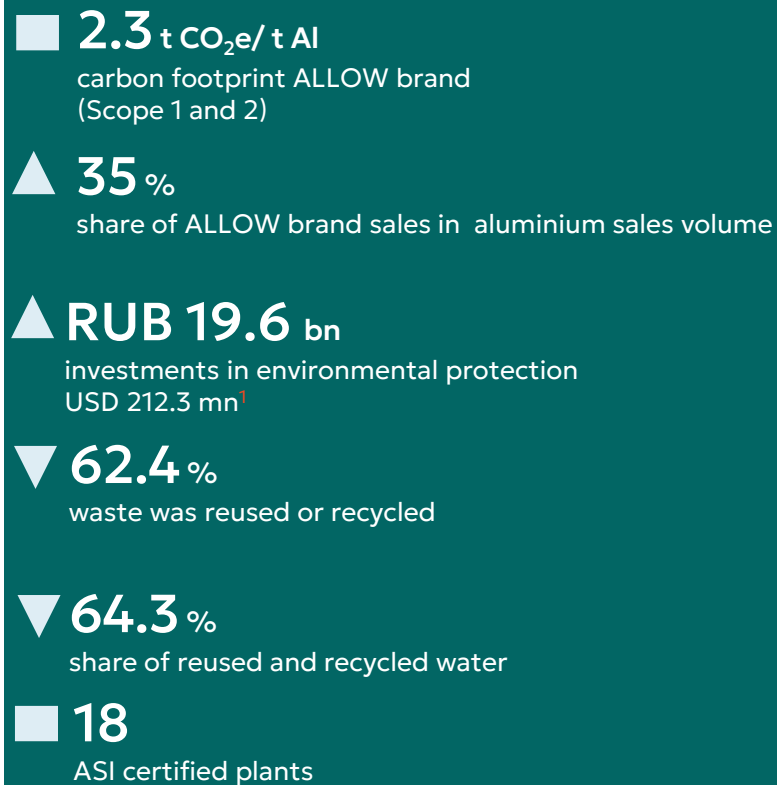 2.3 t CO₂e/ t Al
carbon footprint ALLOW brand
(Scope 1 and 2)
35 %
share of ALLOW brand sales in aluminium sales volume
RUB 19.6 bn
investments in environmental protection
USD 212.3 mn¹
62.4 %
waste was reused or recycled
64.3 %
share of reused and recycled water
18
ASI certified plants